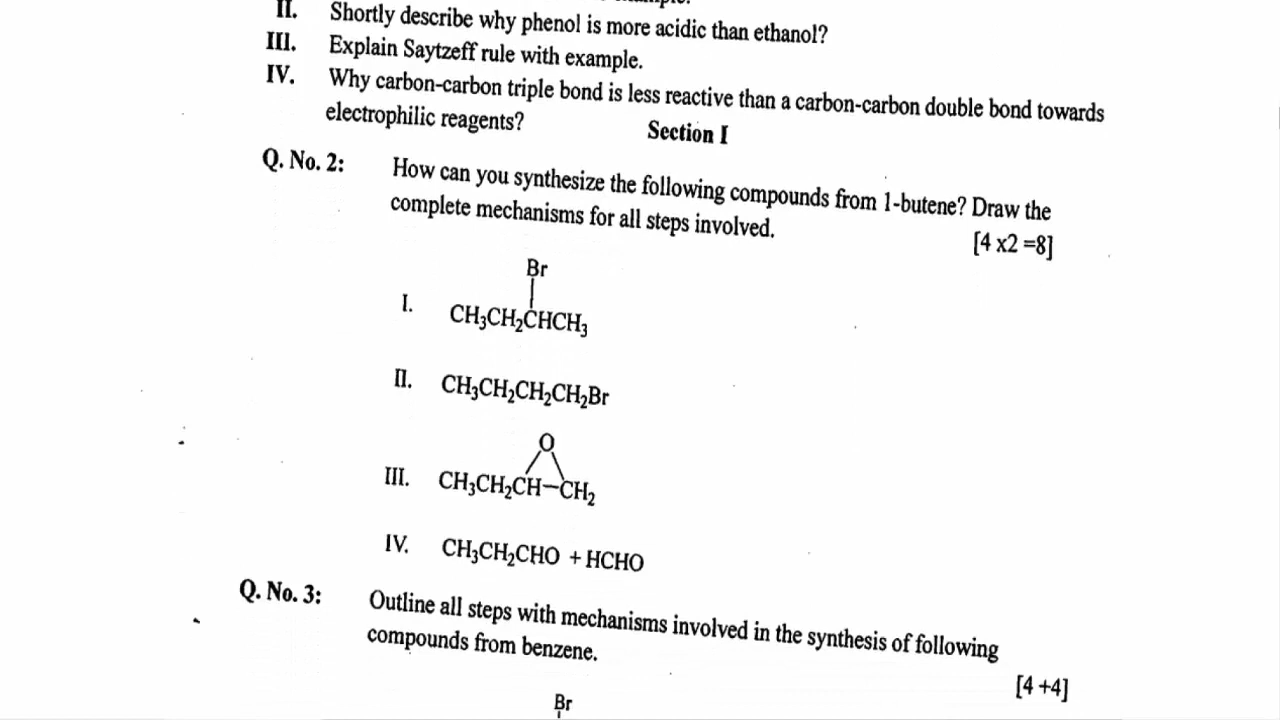 II. Shortly describe why phenol is more acidic than ethanol?
III. Explain Saytzeff rule with example.
IV. Why carbon-carbon triple bond is less reactive than a carbon-carbon double bond towards
electrophilic reagents?
Section I
Q. No. 2: How can you synthesize the following compounds from 1-butene? Draw the
complete mechanisms for all steps involved. [4 x2 =8]
Br
I. CH₃CH₂CHCH₃
II. CH₃CH₂CH₂CH₂Br
O
III. CH₃CH₂CH—CH₂
IV. CH₃CH₂CHO + HCHO
Q. No. 3: Outline all steps with mechanisms involved in the synthesis of following
compounds from benzene. [4 +4]
Br